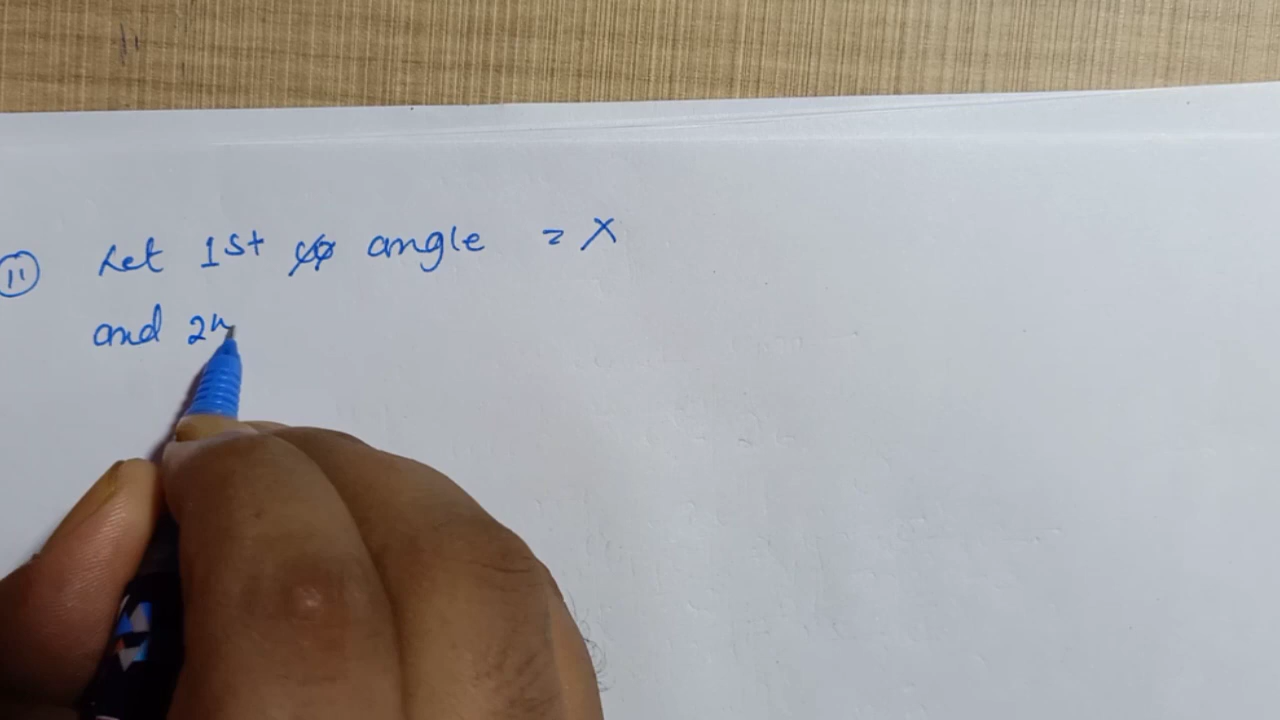 11 Let 1st angle = X
and 2n